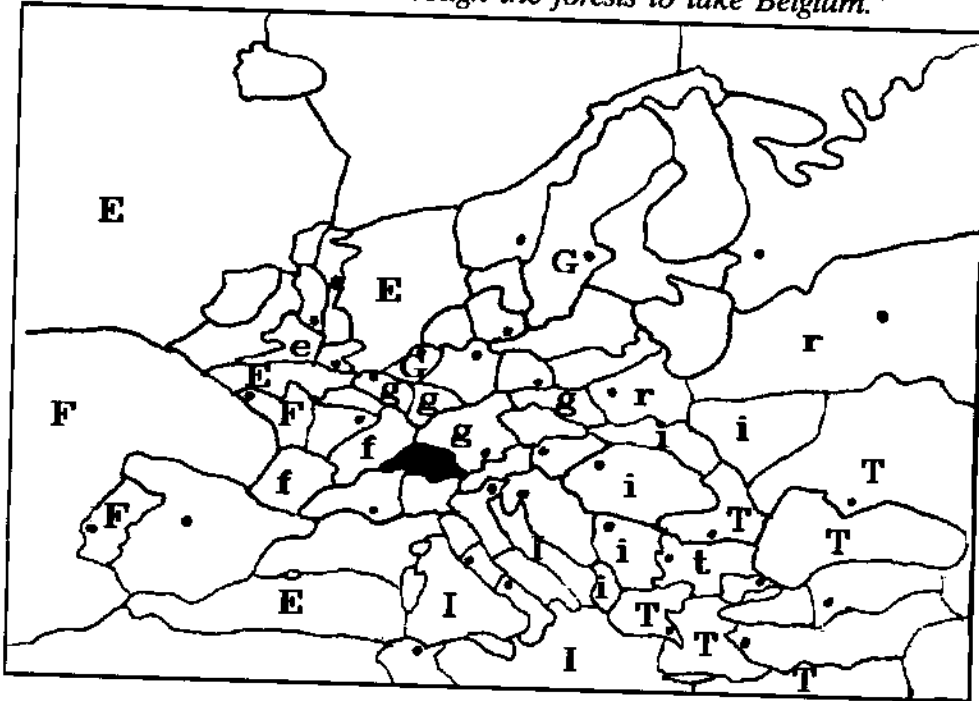 the forests to take Belgium."
E
G
E
e r
G
E g g g r
F F i i
f g
T
f i
F T T
I i t
i
E I T
T
I
T